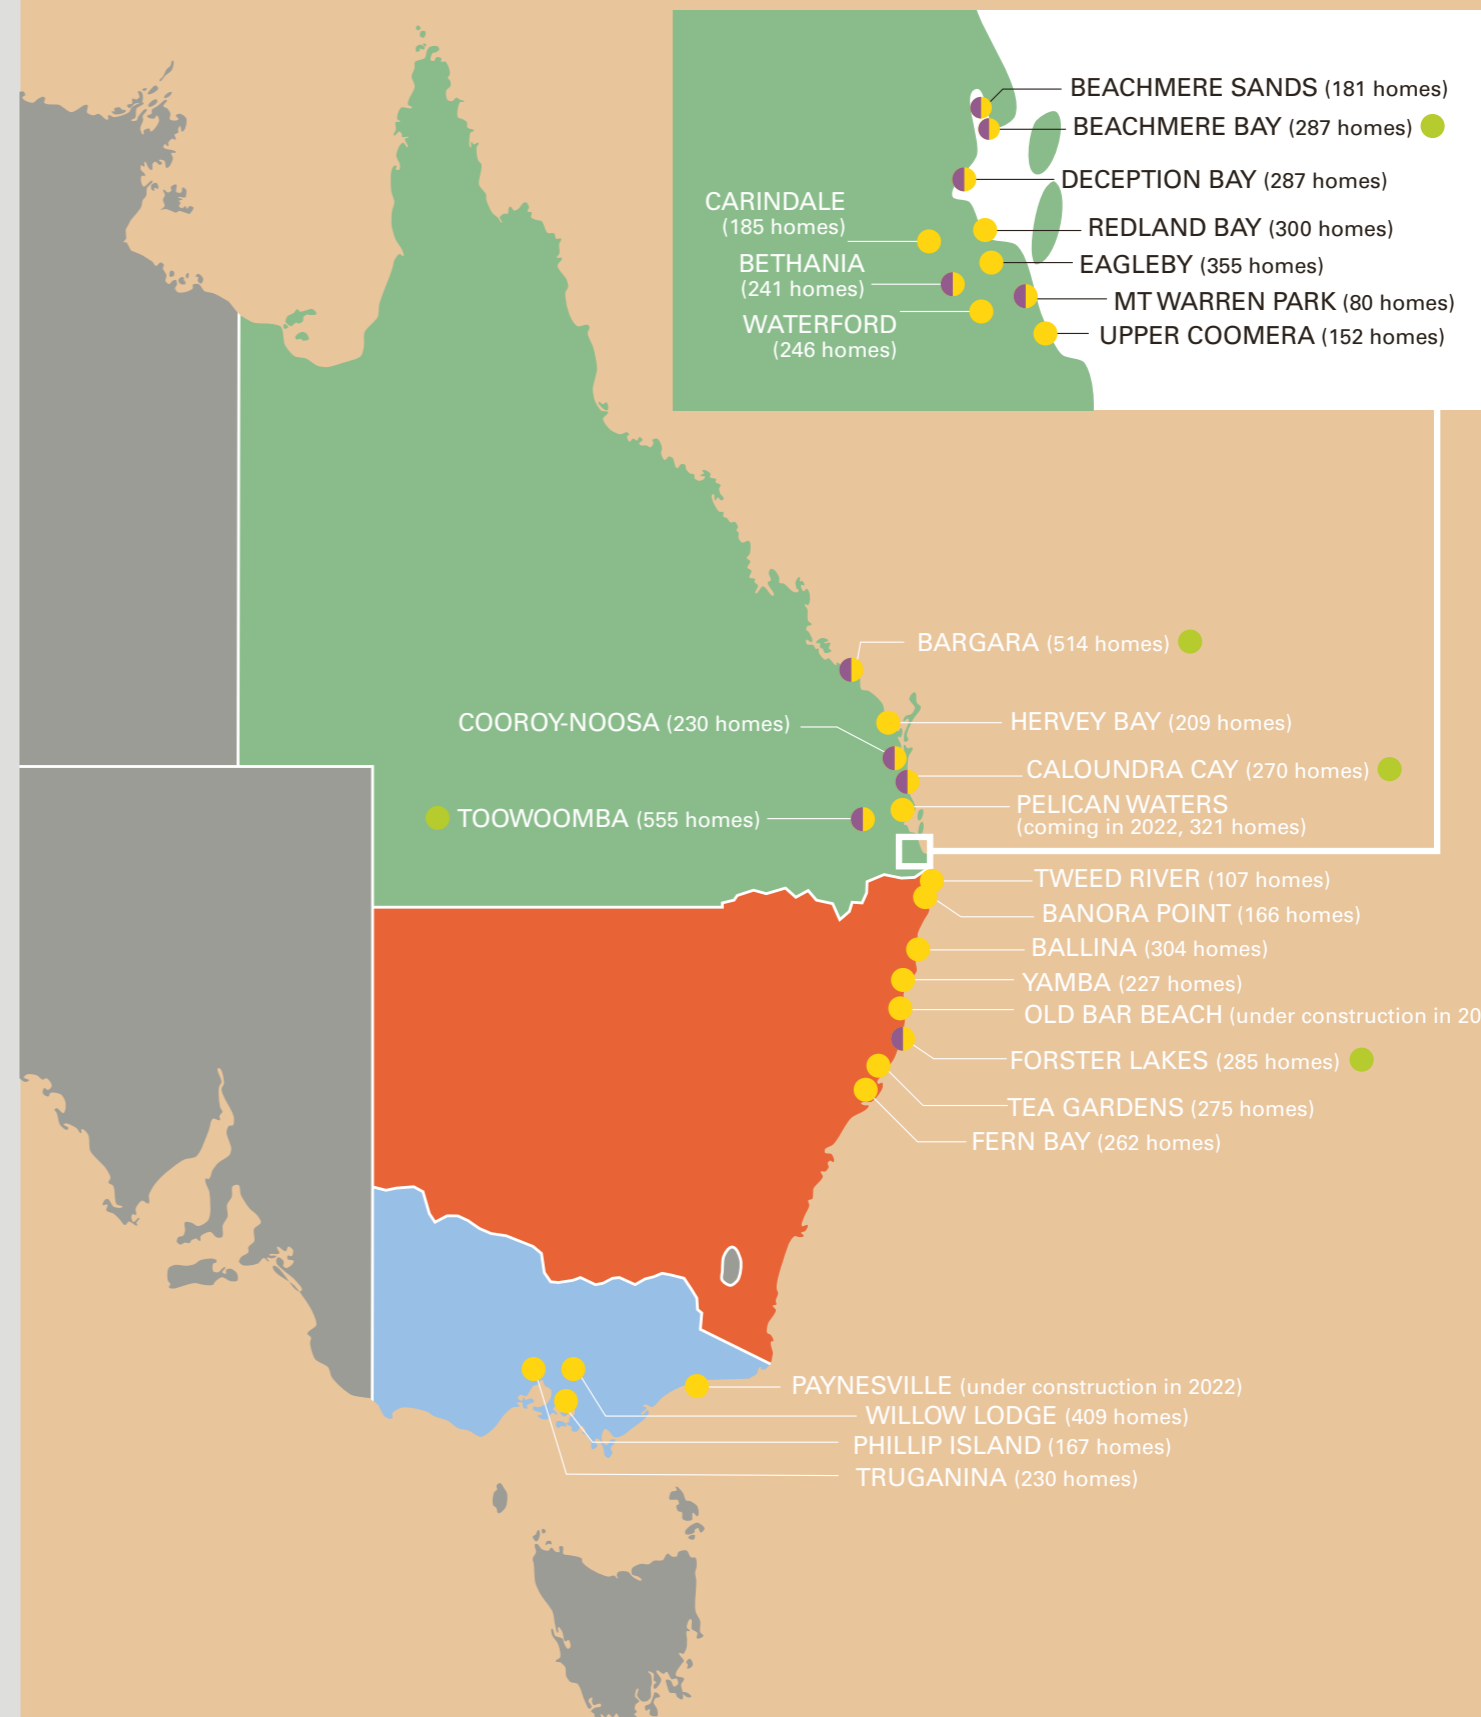 BEACHMERE SANDS (181 homes)
BEACHMERE BAY (287 homes)
DECEPTION BAY (287 homes)
CARINDALE
(185 homes)
REDLAND BAY (300 homes)
BETHANIA
(241 homes)
EAGLEBY (355 homes)
MT WARREN PARK (80 homes)
WATERFORD
(246 homes)
UPPER COOMERA (152 homes)
BARGARA (514 homes)
COOROY-NOOSA (230 homes)
HERVEY BAY (209 homes)
CALOUNDRA CAY (270 homes)
PELICAN WATERS
(coming in 2022, 321 homes)
TOOWOOMBA (555 homes)
TWEED RIVER (107 homes)
BANORA POINT (166 homes)
BALLINA (304 homes)
YAMBA (227 homes)
OLD BAR BEACH (under construction in 20
FORSTER LAKES (285 homes)
TEA GARDENS (275 homes)
FERN BAY (262 homes)
PAYNESVILLE (under construction in 2022)
WILLOW LODGE (409 homes)
PHILLIP ISLAND (167 homes)
TRUGANINA (230 homes)